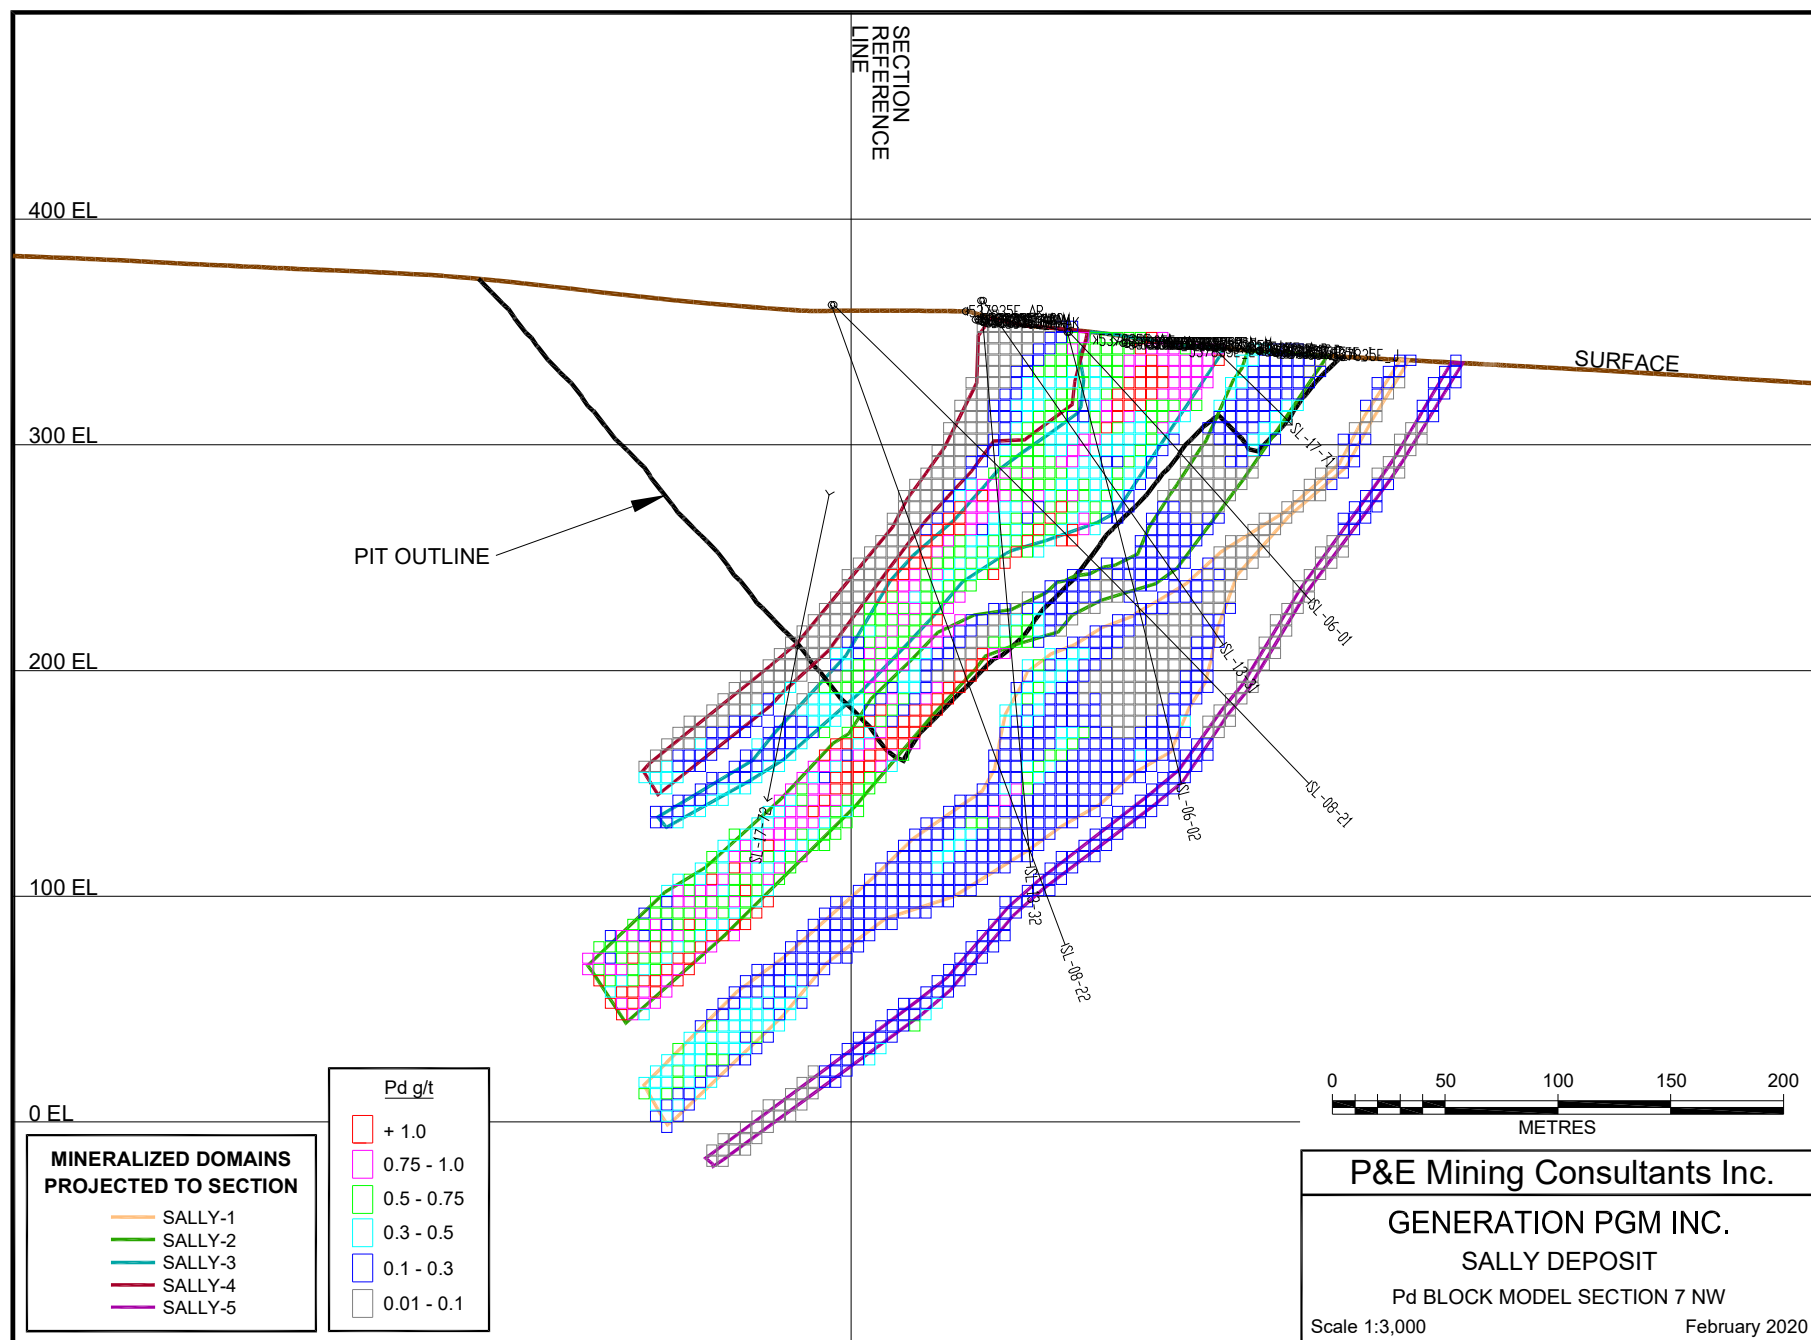 SECTION
REFERENCE
LINE
400 EL
SURFACE
300 EL
SL-17-71
PIT OUTLINE
SL-06-01
200 EL
SL-13-31
SL-06-02
SL-08-21
SL-17-72
100 EL
SL-08-22
0 EL
Pd g/t
+ 1.0
0.75 - 1.0
0.5 - 0.75
0.3 - 0.5
0.1 - 0.3
0.01 - 0.1
MINERALIZED DOMAINS
PROJECTED TO SECTION
SALLY-1
SALLY-2
SALLY-3
SALLY-4
SALLY-5
0 50 100 150 200
METRES
P&E Mining Consultants Inc.
GENERATION PGM INC.
SALLY DEPOSIT
Pd BLOCK MODEL SECTION 7 NW
Scale 1:3,000 February 2020